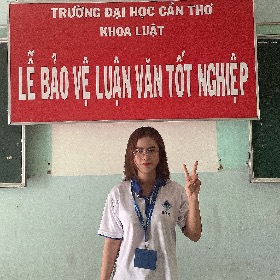 TRƯỜNG ĐẠI HỌC CẦN THƠ
KHOA LUẬT
LỄ BẢO VỆ LUẬN VĂN TỐT NGHIỆP